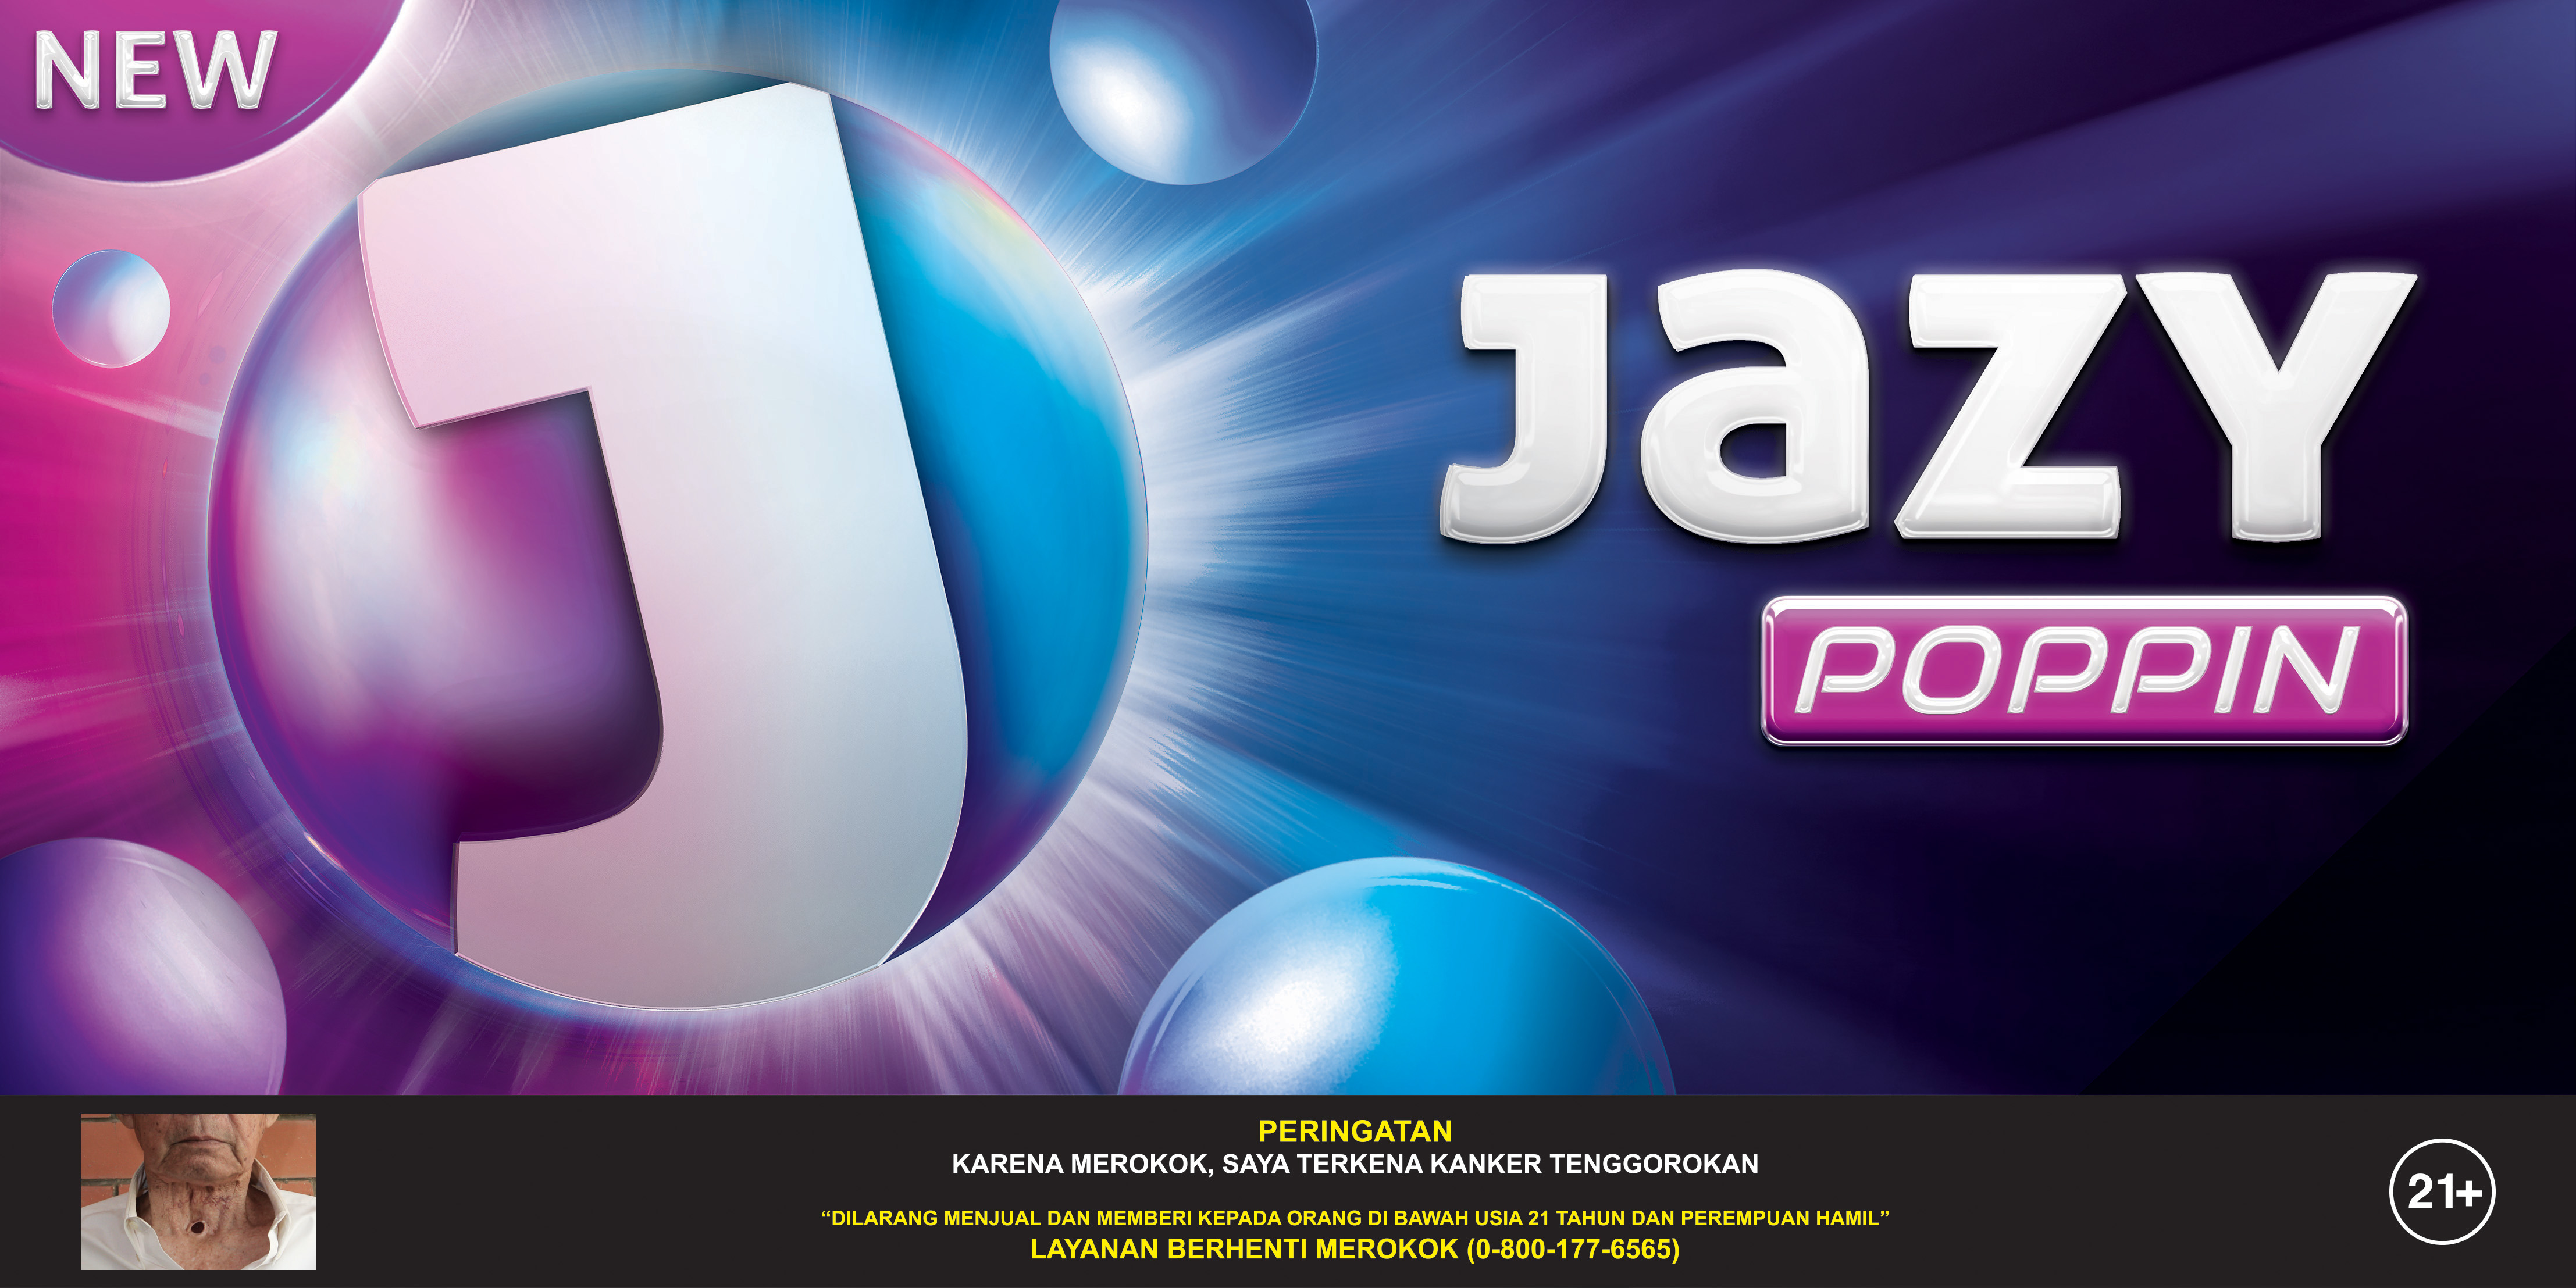 NEW
J
Jazy
POPPIN
PERINGATAN
KARENA MEROKOK, SAYA TERKENA KANKER TENGGOROKAN
“DILARANG MENJUAL DAN MEMBERI KEPADA ORANG DI BAWAH USIA 21 TAHUN DAN PEREMPUAN HAMIL”
LAYANAN BERHENTI MEROKOK (0-800-177-6565)
21+